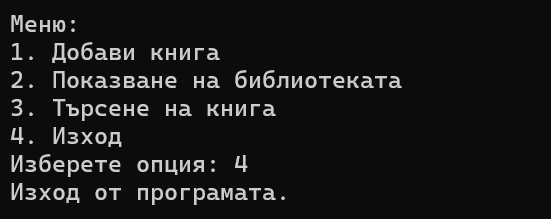 Меню:
1. Добави книга
2. Показване на библиотеката
3. Търсене на книга
4. Изход
Изберете опция: 4
Изход от програмата.